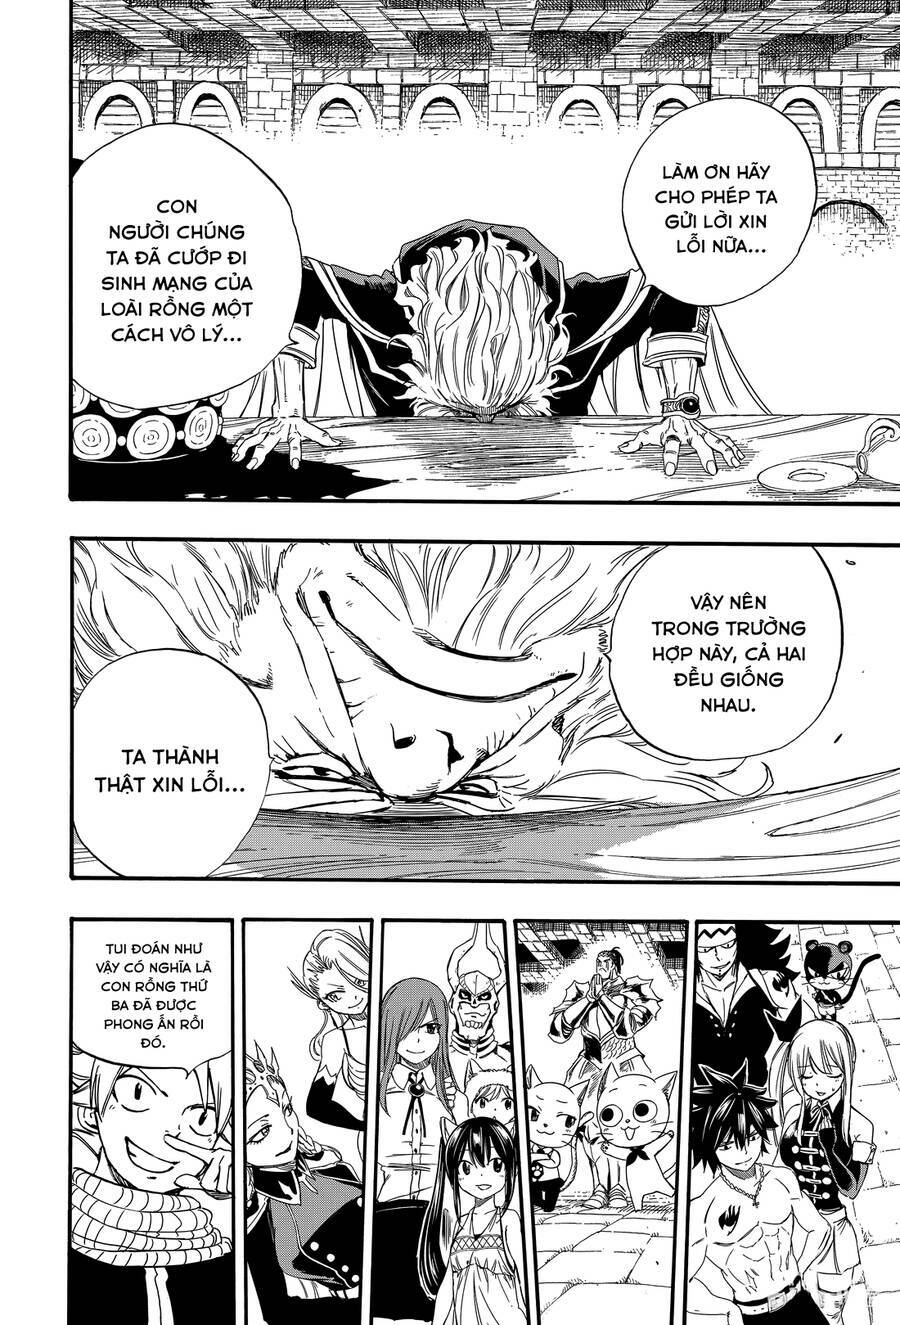 LÀM ƠN HÃY
CHO PHÉP TA
GỬI LỜI XIN
LỖI NỮA...
CON
NGƯỜI CHÚNG
TA ĐÃ CƯỚP ĐI
SINH MẠNG CỦA
LOÀI RỒNG MỘT
CÁCH VÔ LÝ...
VẬY NÊN
TRONG TRƯỜNG
HỢP NÀY, CẢ HAI
ĐỀU GIỐNG
NHAU.
TA THÀNH
THẬT XIN LỖI...
TUI ĐOÁN NHƯ
VẬY CÓ NGHĨA LÀ
CON RỒNG THỨ
BA ĐÃ ĐƯỢC
PHONG ẤN RỒI
ĐÓ.